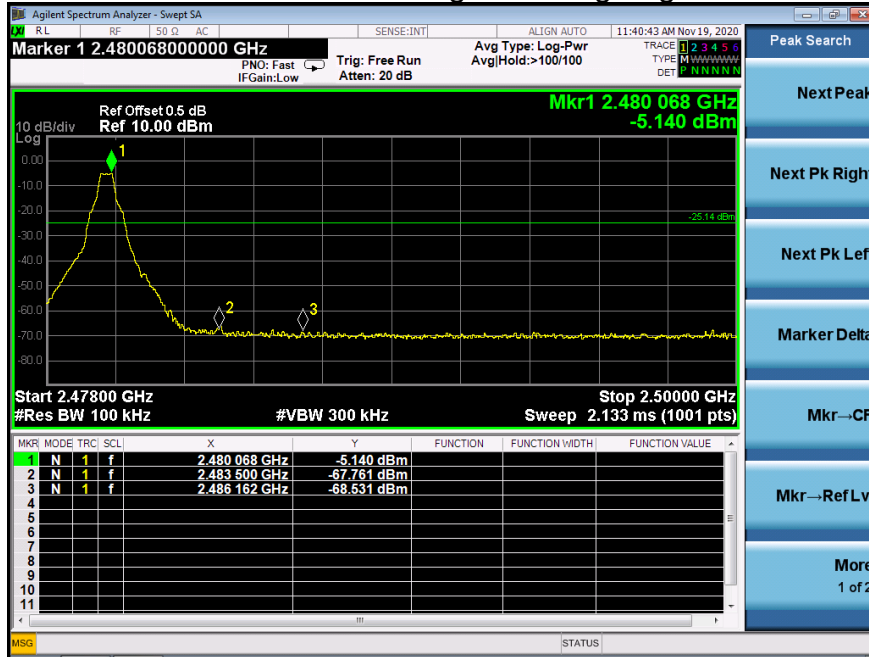 Agilent Spectrum Analyzer - Swept SA
RL RF 50 Ω AC SENSE:INT ALIGN AUTO 11:40:43 AM Nov 19, 2020
Marker 1 2.480068000000 GHz
PNO: Fast
IFGain:Low
Trig: Free Run
Atten: 20 dB
Avg Type: Log-Pwr
Avg|Hold:>100/100
TRACE 1 2 3 4 5 6
TYPE M WWWWW
DET P N N N N N
Peak Search
Ref Offset 0.5 dB
10 dB/div Ref 10.00 dBm
Log
Mkr1 2.480 068 GHz
-5.140 dBm
1
0.00
-10.0
-20.0
-25.14 dBm
-30.0
-40.0
-50.0
-60.0
2
3
-70.0
-80.0
Start 2.47800 GHz
Stop 2.50000 GHz
#Res BW 100 kHz #VBW 300 kHz Sweep 2.133 ms (1001 pts)
MKR MODE TRC SCL X Y FUNCTION FUNCTION WIDTH FUNCTION VALUE
1 N 1 f 2.480 068 GHz -5.140 dBm
2 N 1 f 2.483 500 GHz -67.761 dBm
3 N 1 f 2.486 162 GHz -68.531 dBm
4
5
6
7
8
9
10
11
MSG STATUS
Next Peak
Next Pk Righ
Next Pk Lef
Marker Delta
Mkr→CF
Mkr→Ref Lv
More
1 of 2